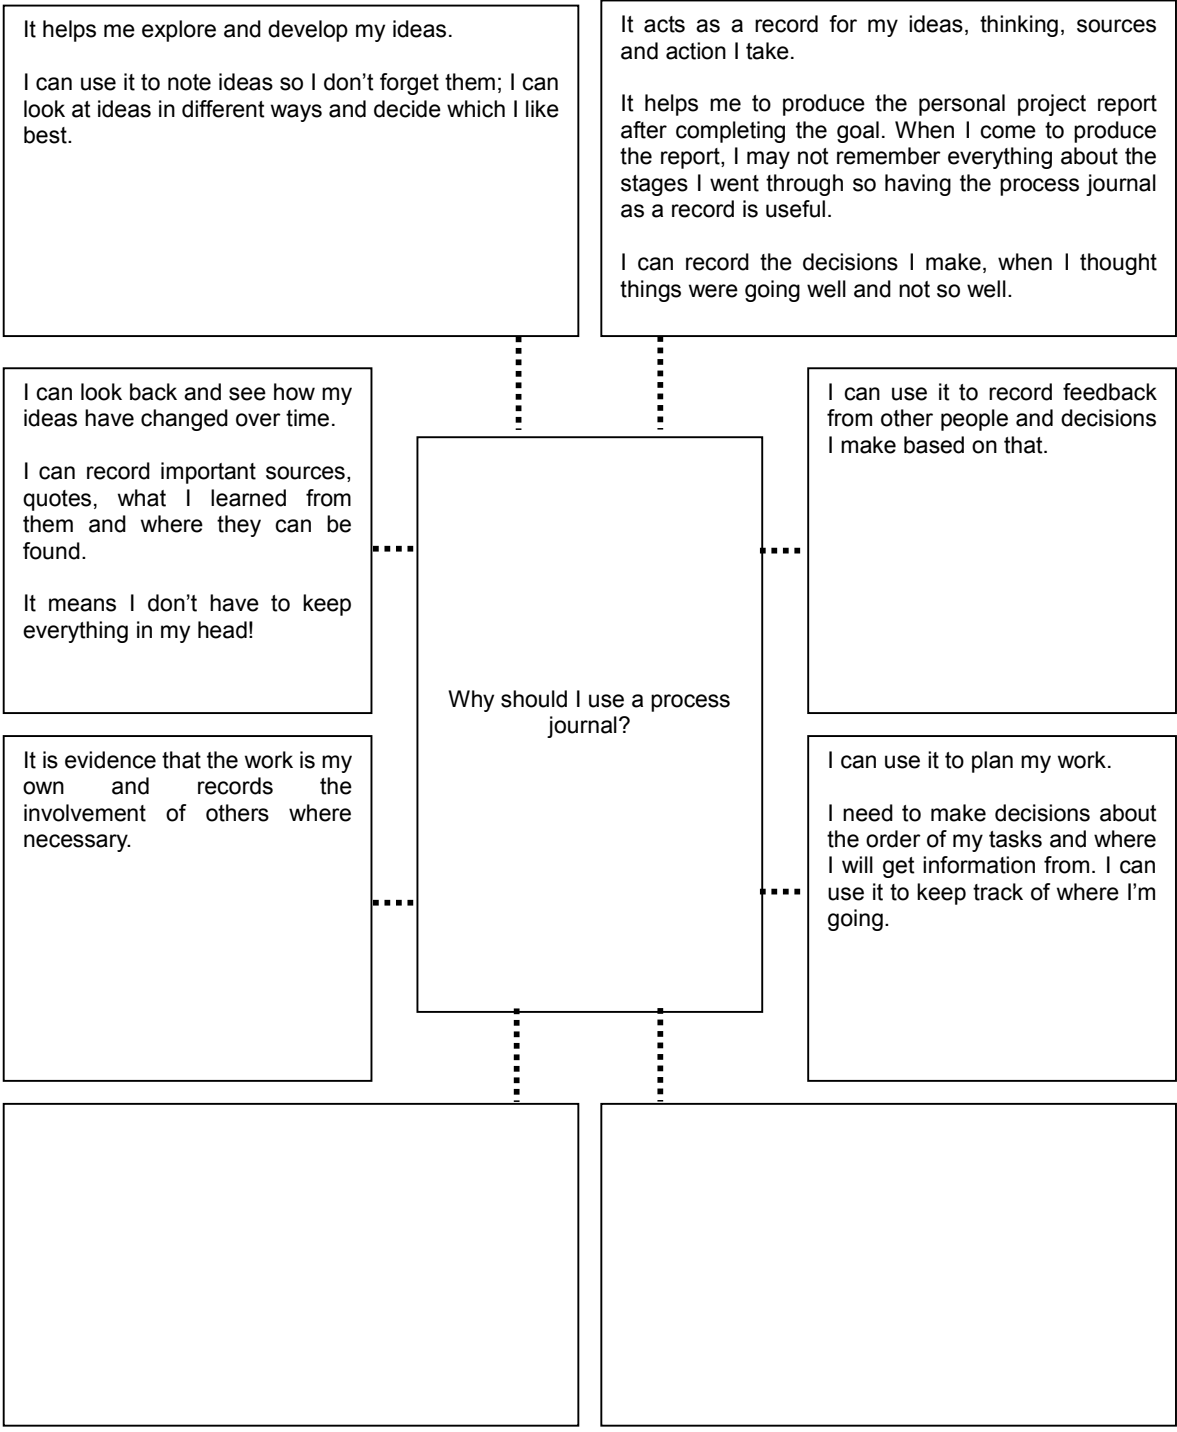 It helps me explore and develop my ideas.
I can use it to note ideas so I don’t forget them; I can
look at ideas in different ways and decide which I like
best.
It acts as a record for my ideas, thinking, sources
and action I take.
It helps me to produce the personal project report
after completing the goal. When I come to produce
the report, I may not remember everything about the
stages I went through so having the process journal
as a record is useful.
I can record the decisions I make, when I thought
things were going well and not so well.
I can look back and see how my
ideas have changed over time.
I can record important sources,
quotes, what I learned from
them and where they can be
found.
It means I don’t have to keep
everything in my head!
I can use it to record feedback
from other people and decisions
I make based on that.
Why should I use a process
journal?
It is evidence that the work is my
own and records the
involvement of others where
necessary.
I can use it to plan my work.
I need to make decisions about
the order of my tasks and where
I will get information from. I can
use it to keep track of where I’m
going.